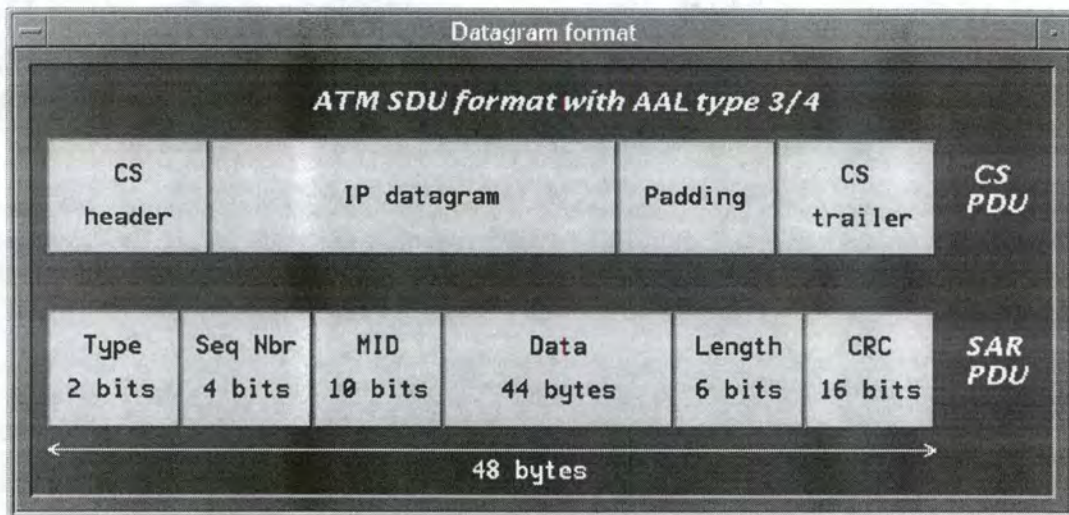 Datagram format
ATM SDU format with AAL type 3/4
CS
header
IP datagram
Padding
CS
trailer
CS
PDU
Type
2 bits
Seq Nbr
4 bits
MID
10 bits
Data
44 bytes
Length
6 bits
CRC
16 bits
SAR
PDU
48 bytes